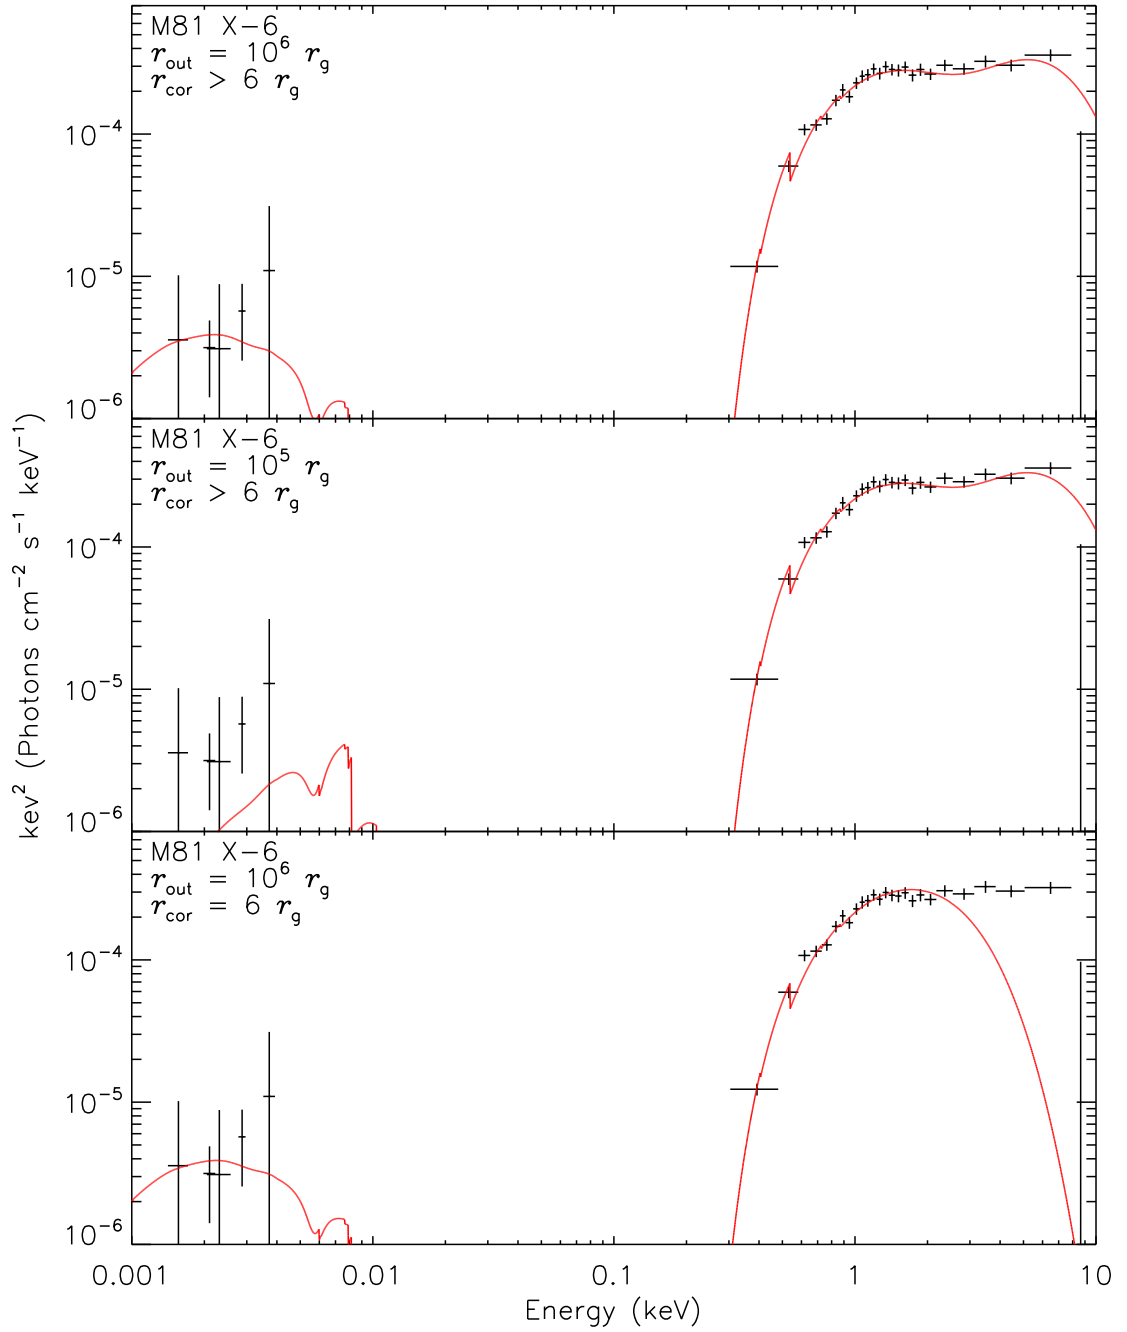 M81 X-6
r_out = 10^6 r_g
r_cor > 6 r_g
10^-4
10^-5
10^-6
M81 X-6
r_out = 10^5 r_g
r_cor > 6 r_g
10^-4
10^-5
10^-6
M81 X-6
r_out = 10^6 r_g
r_cor = 6 r_g
10^-4
10^-5
10^-6
kev^2 (Photons cm^-2 s^-1 keV^-1)
0.001 0.01 0.1 1 10
Energy (keV)